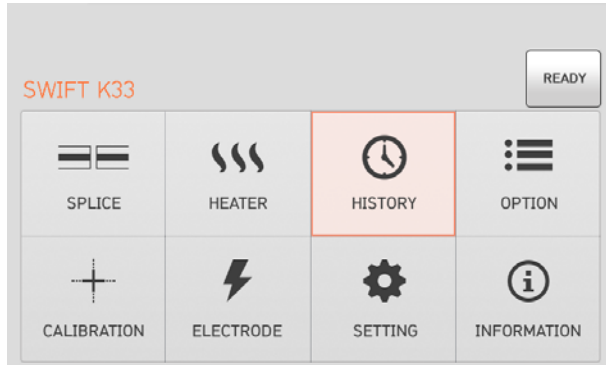 SWIFT K33
READY
SPLICE
HEATER
HISTORY
OPTION
CALIBRATION
ELECTRODE
SETTING
INFORMATION